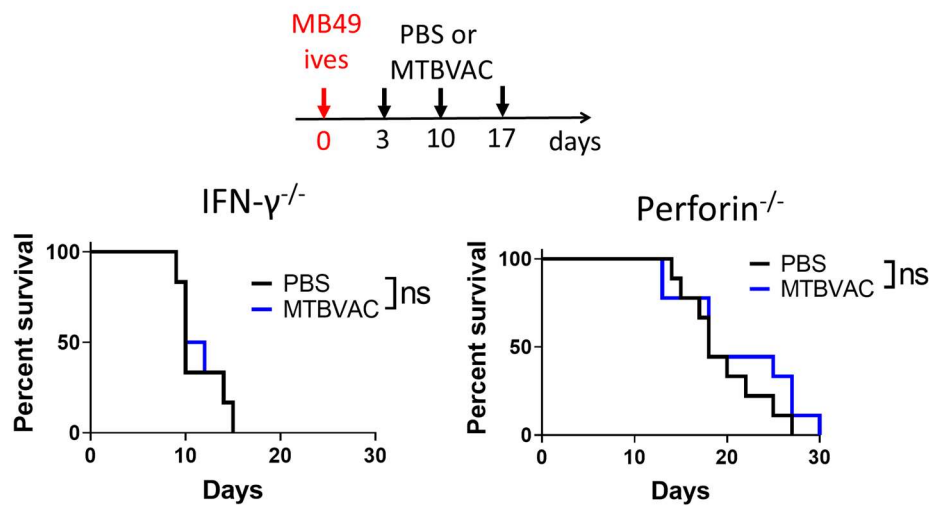 MB49
ives
PBS or
MTBVAC
0
3
10
17
days
IFN-γ-/-
Percent survival
100
50
0
PBS
MTBVAC
ns
0
10
20
30
Days
Perforin-/-
Percent survival
100
50
0
PBS
MTBVAC
ns
0
10
20
30
Days